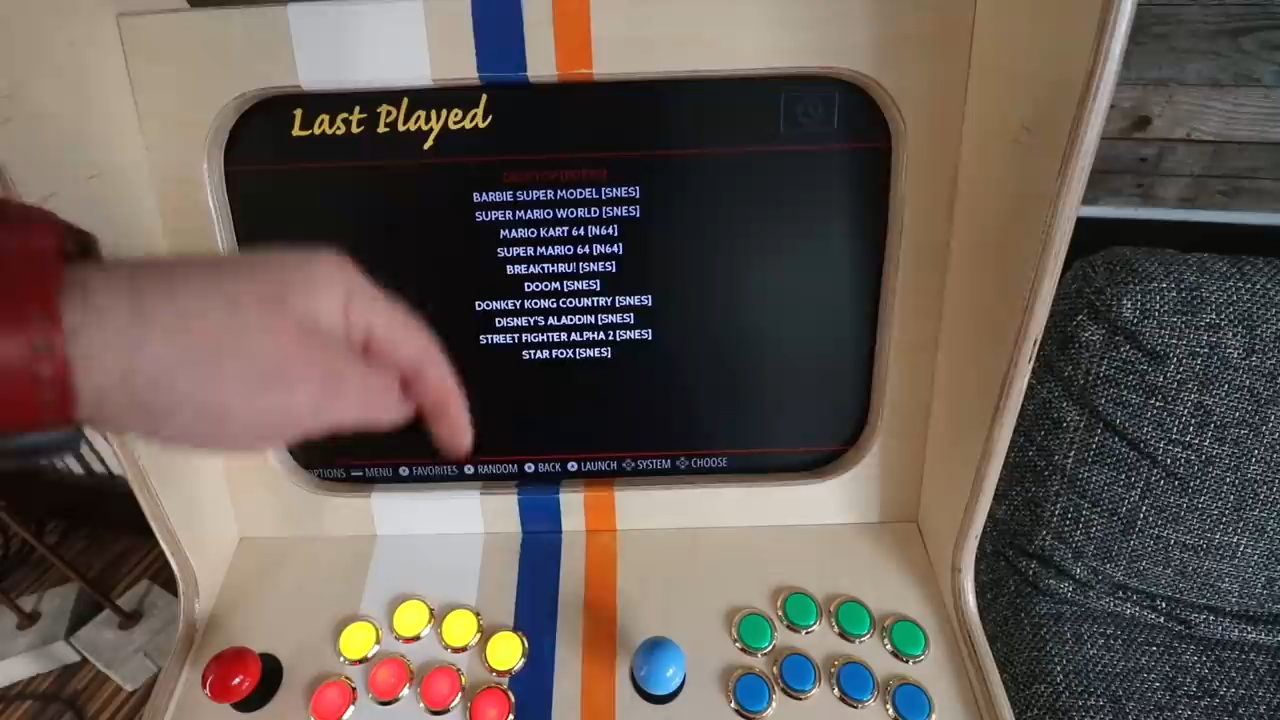 Last Played
BARBIE SUPER MODEL [SNES]
SUPER MARIO WORLD [SNES]
MARIO KART 64 [N64]
SUPER MARIO 64 [N64]
BREAKTHRU! [SNES]
DOOM [SNES]
DONKEY KONG COUNTRY [SNES]
DISNEY'S ALADDIN [SNES]
STREET FIGHTER ALPHA 2 [SNES]
STAR FOX [SNES]
MENU FAVORITES RANDOM BACK LAUNCH SYSTEM CHOOSE